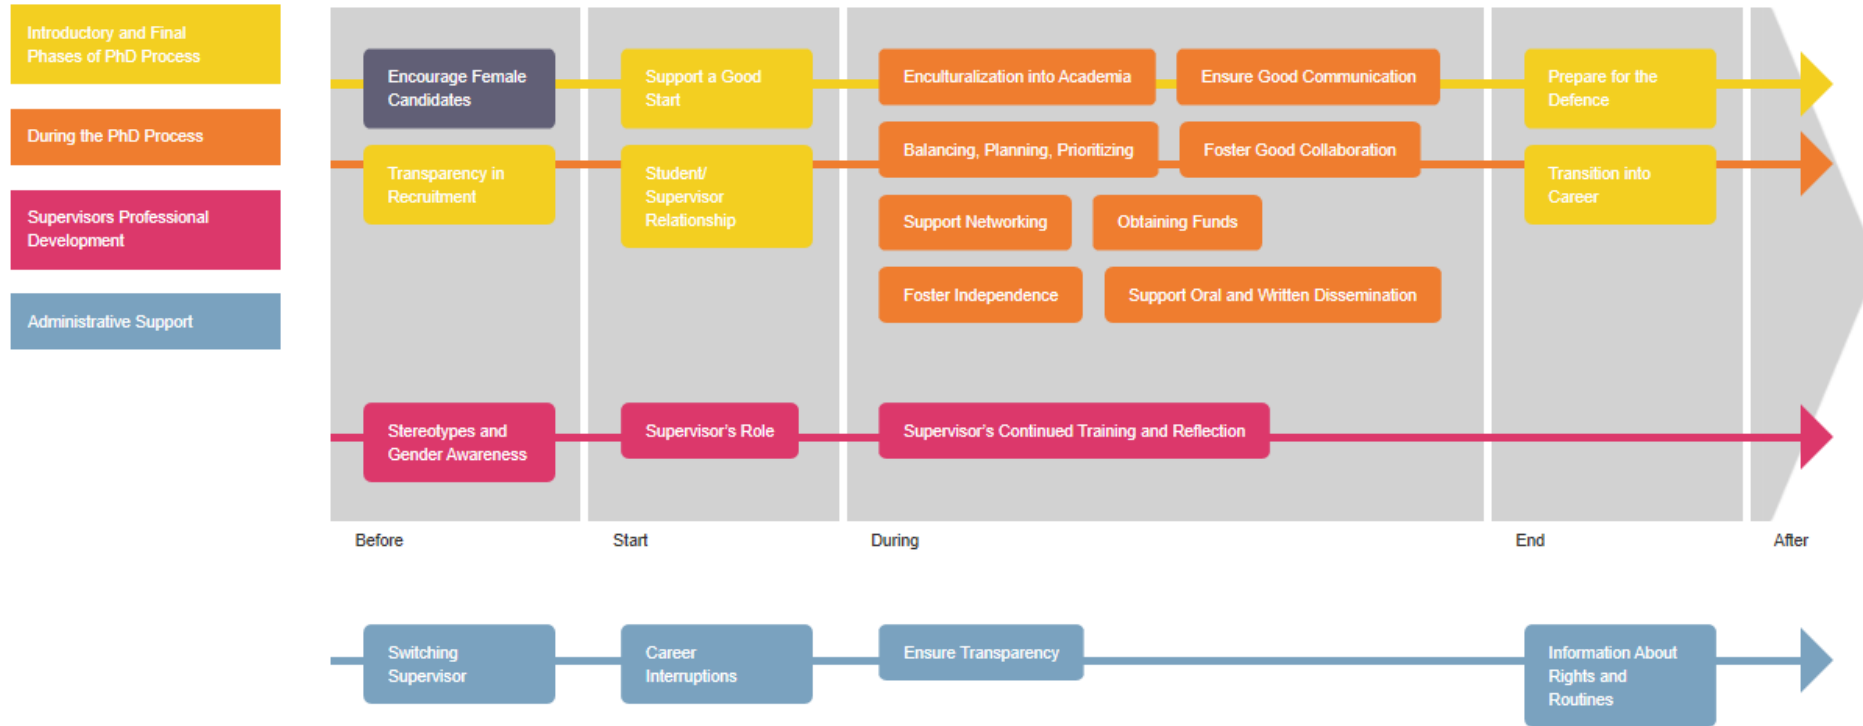 Introductory and Final
Phases of PhD Process
During the PhD Process
Supervisors Professional
Development
Administrative Support
Encourage Female
Candidates
Support a Good
Start
Enculturalization into Academia
Ensure Good Communication
Prepare for the
Defence
Transparency in
Recruitment
Student/
Supervisor
Relationship
Balancing, Planning, Prioritizing
Foster Good Collaboration
Transition into
Career
Support Networking
Obtaining Funds
Foster Independence
Support Oral and Written Dissemination
Stereotypes and
Gender Awareness
Supervisor’s Role
Supervisor’s Continued Training and Reflection
Before
Start
During
End
After
Switching
Supervisor
Career
Interruptions
Ensure Transparency
Information About
Rights and
Routines